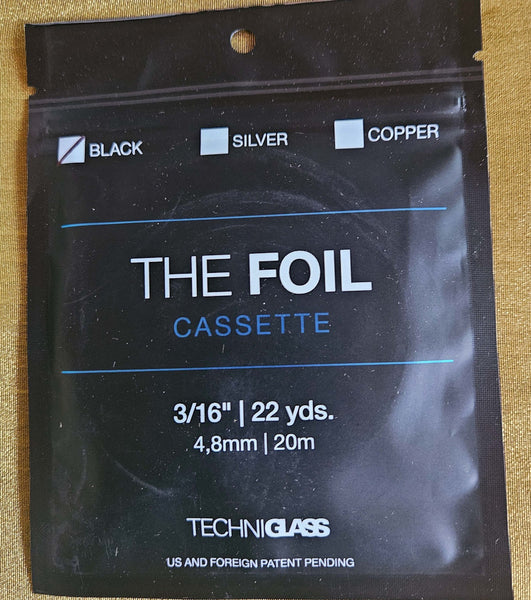 BLACK SILVER COPPER
THE FOIL
CASSETTE
3/16" | 22 yds.
4,8mm | 20m
TECHNIGLASS
US AND FOREIGN PATENT PENDING